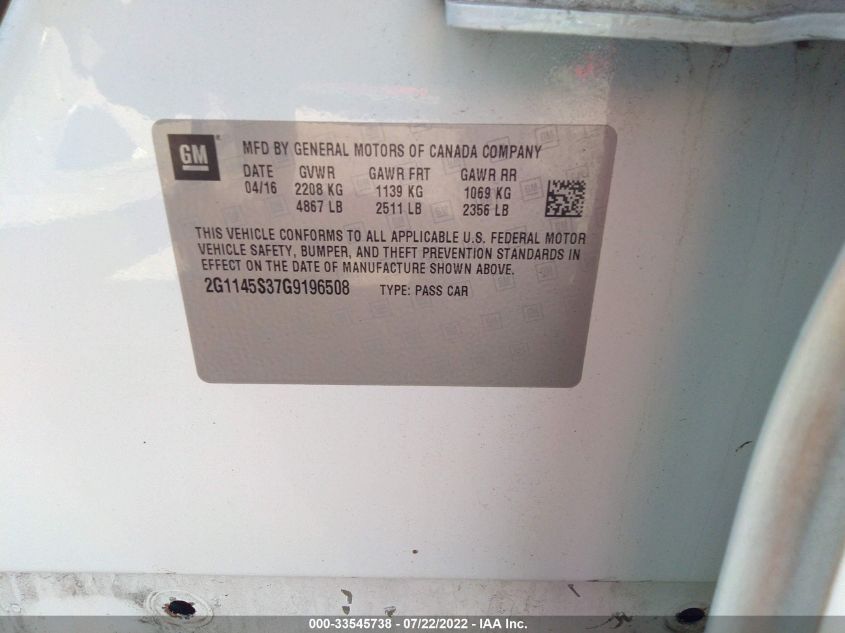 GM
MFD BY GENERAL MOTORS OF CANADA COMPANY
DATE GVWR GAWR FRT GAWR RR
04/16 2208 KG 1139 KG 1069 KG
4867 LB 2511 LB 2356 LB
THIS VEHICLE CONFORMS TO ALL APPLICABLE U.S. FEDERAL MOTOR
VEHICLE SAFETY, BUMPER, AND THEFT PREVENTION STANDARDS IN
EFFECT ON THE DATE OF MANUFACTURE SHOWN ABOVE.
2G1145S37G9196508 TYPE: PASS CAR
000-33545738 - 07/22/2022 - IAA Inc.